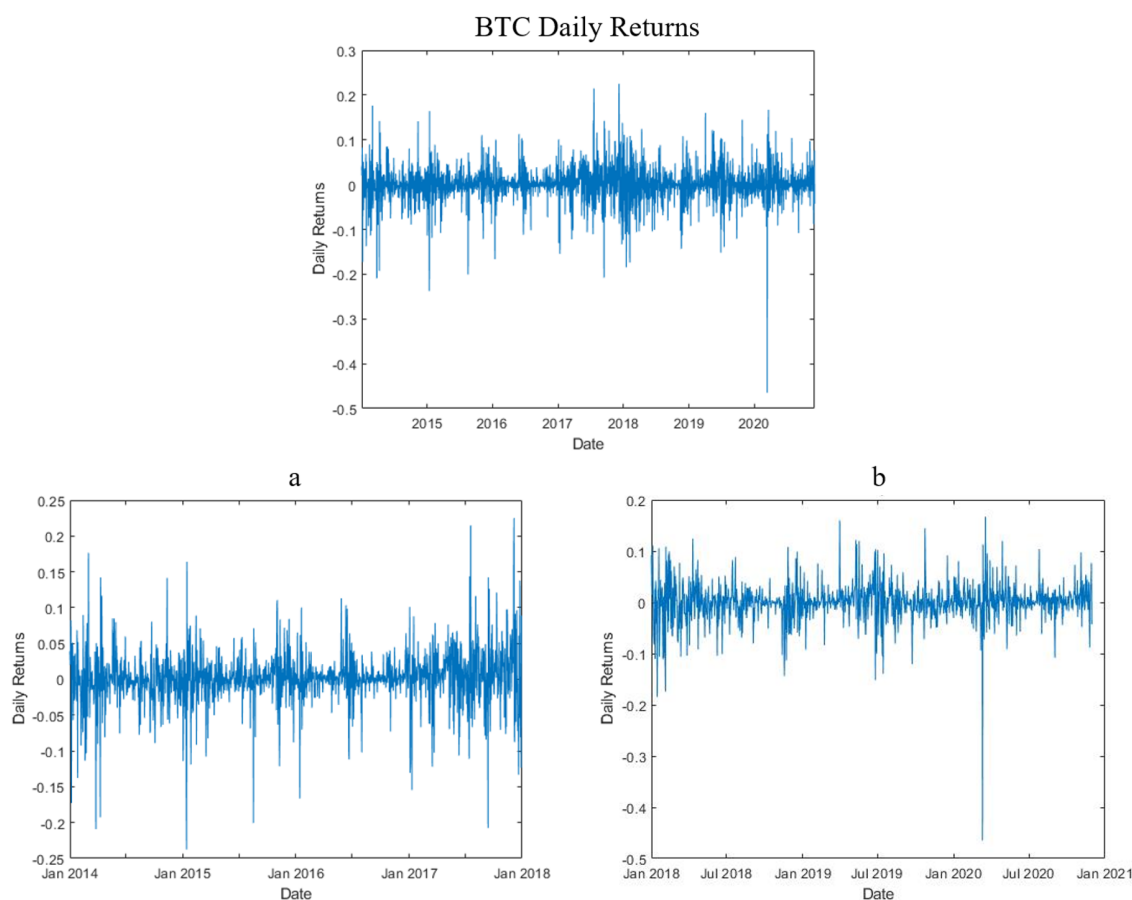 BTC Daily Returns
0.3
0.2
0.1
0
-0.1
-0.2
-0.3
-0.4
-0.5
Daily Returns
2015 2016 2017 2018 2019 2020
Date
a
0.25
0.2
0.15
0.1
0.05
0
-0.05
-0.1
-0.15
-0.2
-0.25
Daily Returns
Jan 2014 Jan 2015 Jan 2016 Jan 2017 Jan 2018
Date
b
0.2
0.1
0
-0.1
-0.2
-0.3
-0.4
-0.5
Daily Returns
Jan 2018 Jul 2018 Jan 2019 Jul 2019 Jan 2020 Jul 2020 Jan 2021
Date